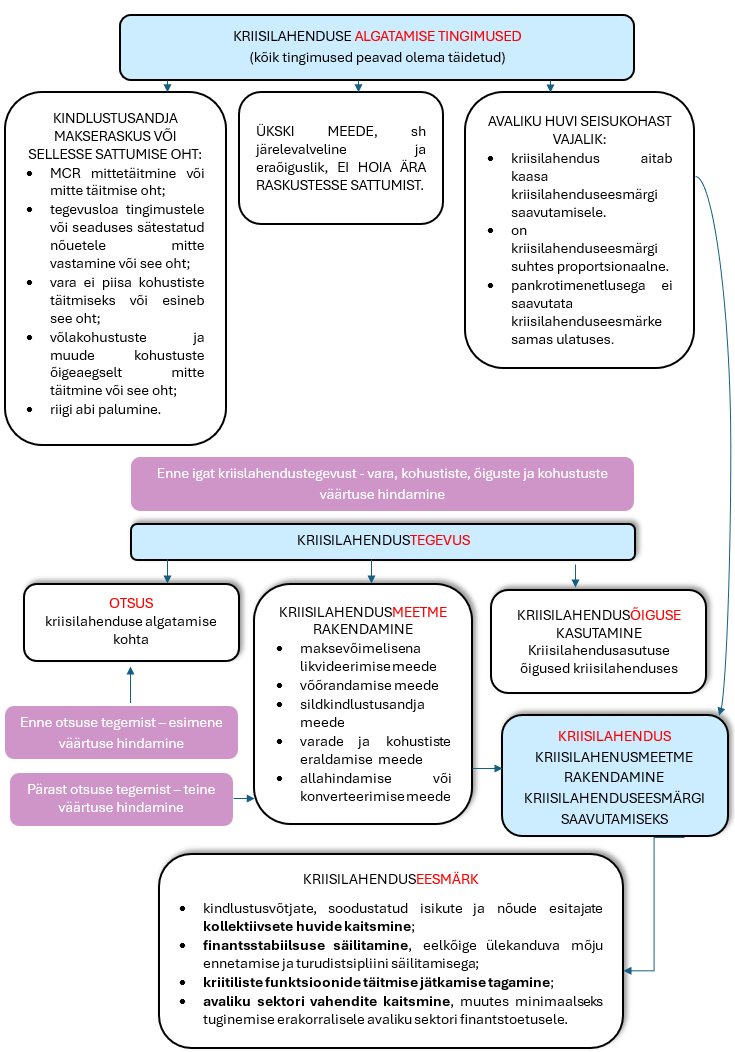 KRIISILAHENDUSE ALGATAMISE TINGIMUSED
(kõik tingimused peavad olema täidetud)
KINDLUSTUSANDJA
MAKSERASKUS VÕI
SELLESSE SATTUMISE OHT:
• MCR mittetäitmine või
mitte täitmise oht;
• tegevusloa tingimustele
või seaduses sätestatud
nõuetele mitte
vastamine või see oht;
• vara ei piisa kohustiste
täitmiseks või esineb
see oht;
• võlakohustuste ja
muude kohustuste
õigeaegselt mitte
täitmine või see oht;
• riigi abi palumine.
ÜKSKI MEEDE, sh
järelevalveline ja
eraõiguslik, EI HOIA ÄRA
RASKUSTESSE SATTUMIST.
AVALIKU HUVI SEISUKOHAST
VAJALIK:
• kriisilahendus aitab
kaasa
kriisilahenduseesmärgi
saavutamisele.
• on
kriisilahenduseesmärgi
suhtes proportsionaalne.
• pankrotimenetlusega ei
saavutata
kriisilahenduseesmärke
samas ulatuses.
Enne igat kriislahendustegevust - vara, kohustiste, õiguste ja kohustuste
väärtuse hindamine
KRIISILAHENDUSTEGEVUS
OTSUS
kriisilahenduse algatamise
kohta
KRIISILAHENDUSMEETME
RAKENDAMINE
• maksevõimelisena
likvideerimise meede
• võõrandamise meede
• sildkindlustusandja
meede
• varade ja kohustiste
eraldamise meede
• allahindamise või
konverteerimise meede
KRIISILAHENDUSÕIGUSE
KASUTAMINE
Kriisilahendusasutuse
õigused kriisilahenduses
Enne otsuse tegemist – esimene
väärtuse hindamine
Pärast otsuse tegemist – teine
väärtuse hindamine
KRIISILAHENDUS
KRIISILAHENUSMEETME
RAKENDAMINE
KRIISILAHENDUSEESMÄRGI
SAAVUTAMISEKS
KRIISILAHENDUSEESMÄRK
• kindlustusvõtjate, soodustatud isikute ja nõude esitajate
kollektiivsete huvide kaitsmine;
• finantsstabiilsuse säilitamine, eelkõige ülekanduva mõju
ennetamise ja turudistsipliini säilitamisega;
• kriitiliste funktsioonide täitmise jätkamise tagamine;
• avaliku sektori vahendite kaitsmine, muutes minimaalseks
tuginemise erakorralisele avaliku sektori finantstoetusele.